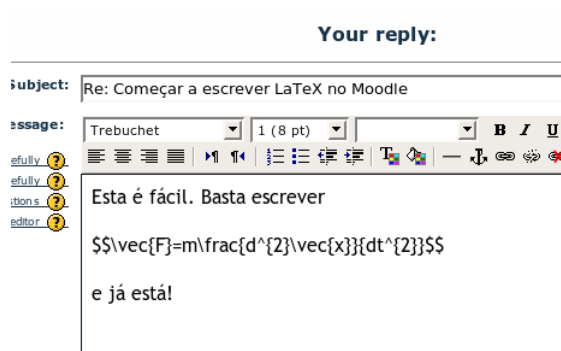 Your reply:
Subject: Re: Começar a escrever LaTeX no Moodle
essage:
Trebuchet 1 (8 pt) B I U
efully ?
efully ?
stions ?
editor ?
Esta é fácil. Basta escrever
$$\vec{F}=m\frac{d^{2}\vec{x}}{dt^{2}}$$
e já está!